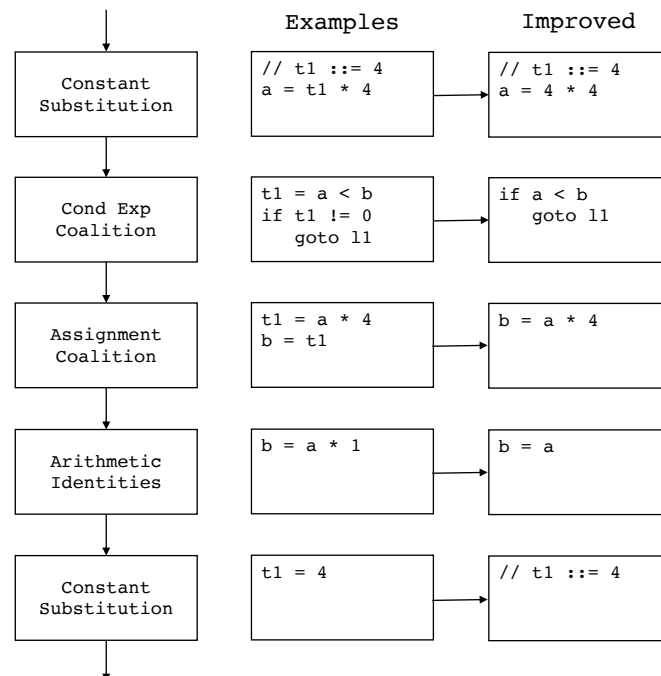 Examples
Improved
Constant
Substitution
// t1 ::= 4
a = t1 * 4
// t1 ::= 4
a = 4 * 4
Cond Exp
Coalition
t1 = a < b
if t1 != 0
   goto l1
if a < b
   goto l1
Assignment
Coalition
t1 = a * 4
b = t1
b = a * 4
Arithmetic
Identities
b = a * 1
b = a
Constant
Substitution
t1 = 4
// t1 ::= 4